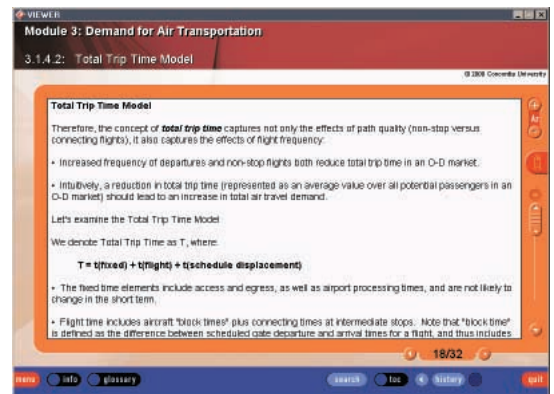 VIEWER
Module 3: Demand for Air Transportation
3.1.4.2: Total Trip Time Model
© 2000 Concordia University
Total Trip Time Model
Therefore, the concept of total trip time captures not only the effects of path quality (non-stop versus
connecting flights), it also captures the effects of flight frequency:
• Increased frequency of departures and non-stop flights both reduce total trip time in an O-D market.
• Intuitively, a reduction in total trip time (represented as an average value over all potential passengers in an
O-D market) should lead to an increase in total air travel demand.
Let's examine the Total Trip Time Model
We denote Total Trip Time as T, where:
T = t(fixed) + t(flight) + t(schedule displacement)
• The fixed time elements include access and egress, as well as airport processing times, and are not likely to
change in the short term.
• Flight time includes aircraft "block times" plus connecting times at intermediate stops. Note that "block time"
is defined as the difference between scheduled gate departure and arrival times for a flight, and thus includes
18/32
menu
info
glossary
search
toc
history
quit